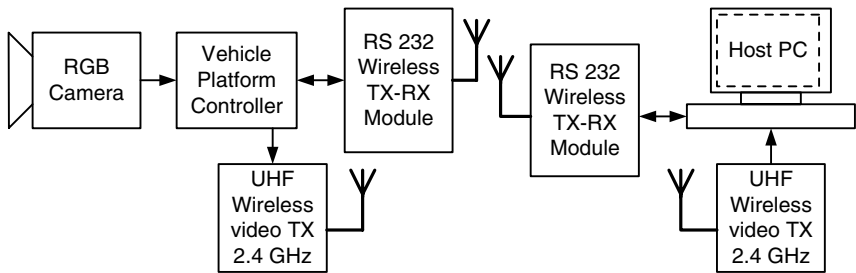 RGB
Camera
Vehicle
Platform
Controller
RS 232
Wireless
TX-RX
Module
UHF
Wireless
video TX
2.4 GHz
RS 232
Wireless
TX-RX
Module
Host PC
UHF
Wireless
video TX
2.4 GHz